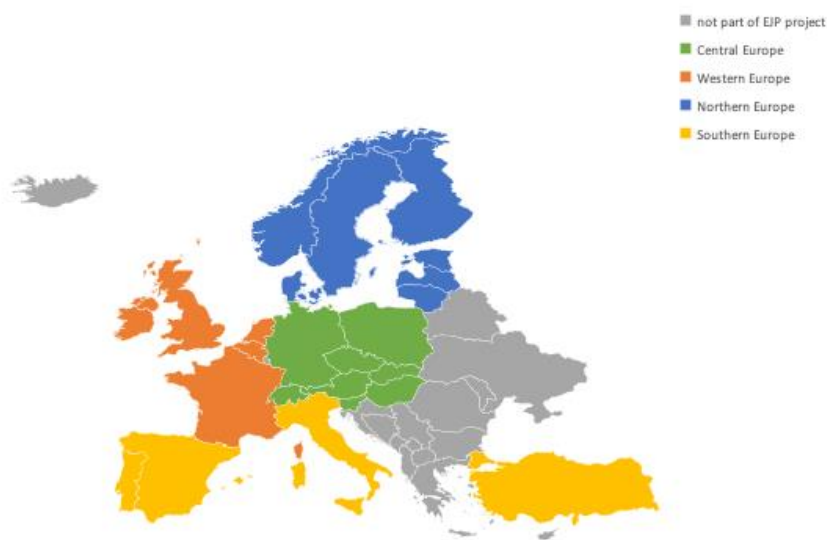 not part of EJP project
Central Europe
Western Europe
Northern Europe
Southern Europe